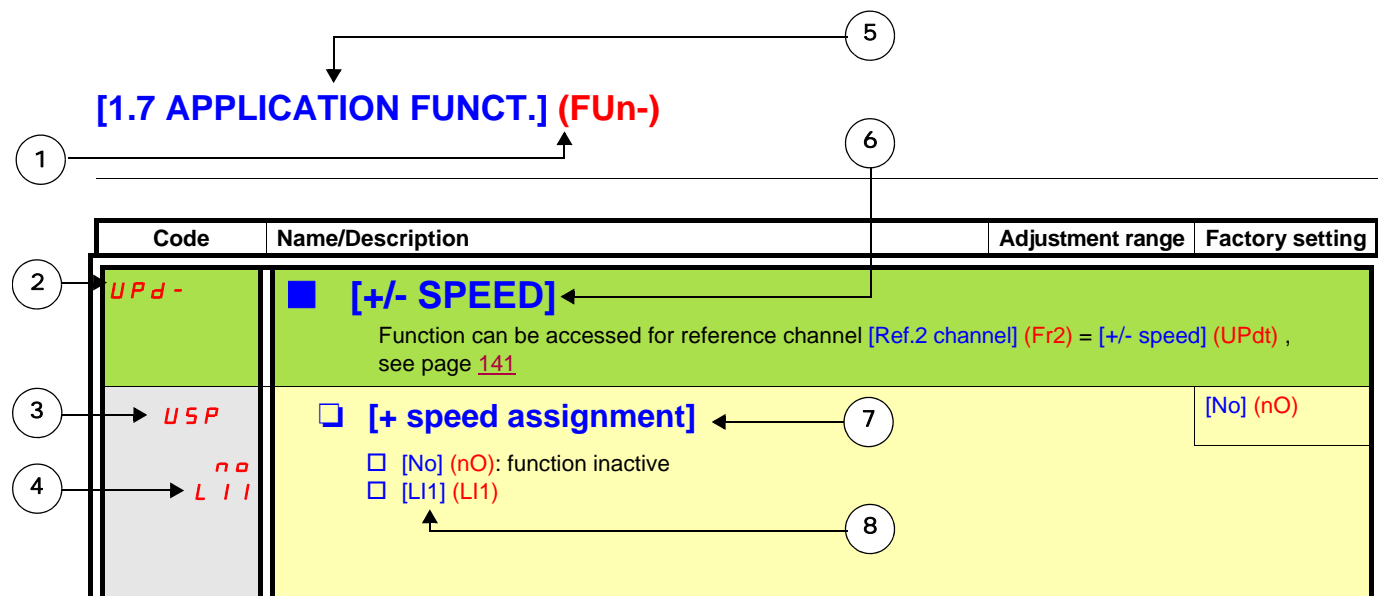 5
[1.7 APPLICATION FUNCT.] (FUn-)
1
6
Code Name/Description Adjustment range Factory setting
2
UPd- ■ [+/- SPEED]
Function can be accessed for reference channel [Ref.2 channel] (Fr2) = [+/- speed] (UPdt) ,
see page 141
3 USP ❏ [+ speed assignment] 7 [No] (nO)
no □ [No] (nO): function inactive
4 LI1 □ [LI1] (LI1)
8